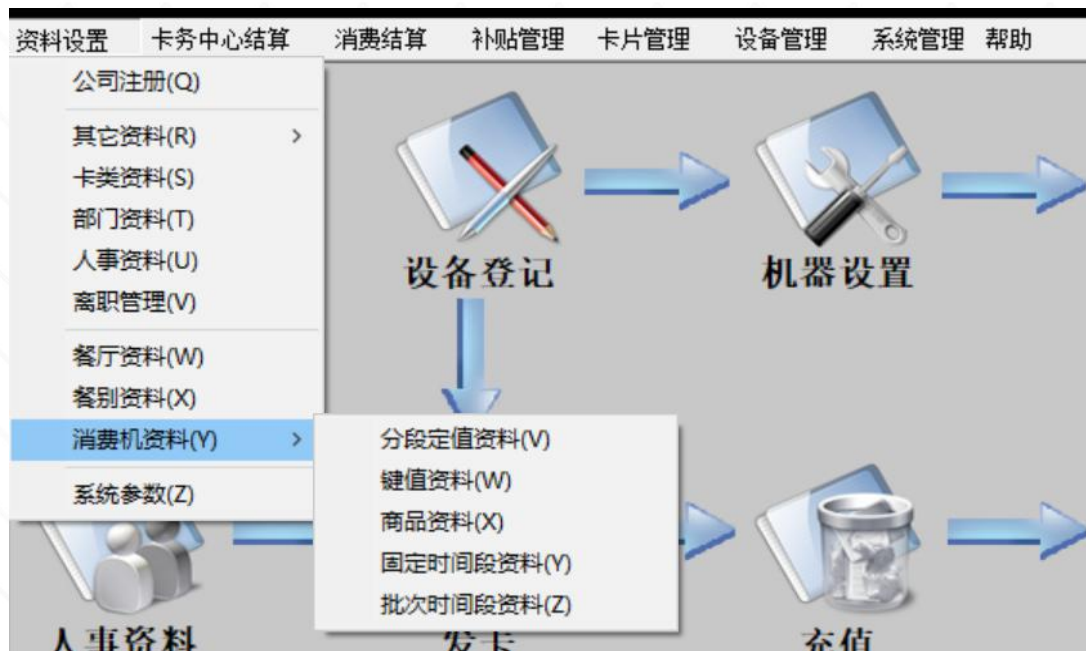 资料设置 卡务中心结算 消费结算 补贴管理 卡片管理 设备管理 系统管理 帮助
公司注册(Q)
其它资料(R) >
卡类资料(S)
部门资料(T)
人事资料(U)
离职管理(V)
餐厅资料(W)
餐别资料(X)
消费机资料(Y) >
系统参数(Z)
分段定值资料(V)
键值资料(W)
商品资料(X)
固定时间段资料(Y)
批次时间段资料(Z)
设备登记
机器设置
人事资料
发卡
充值